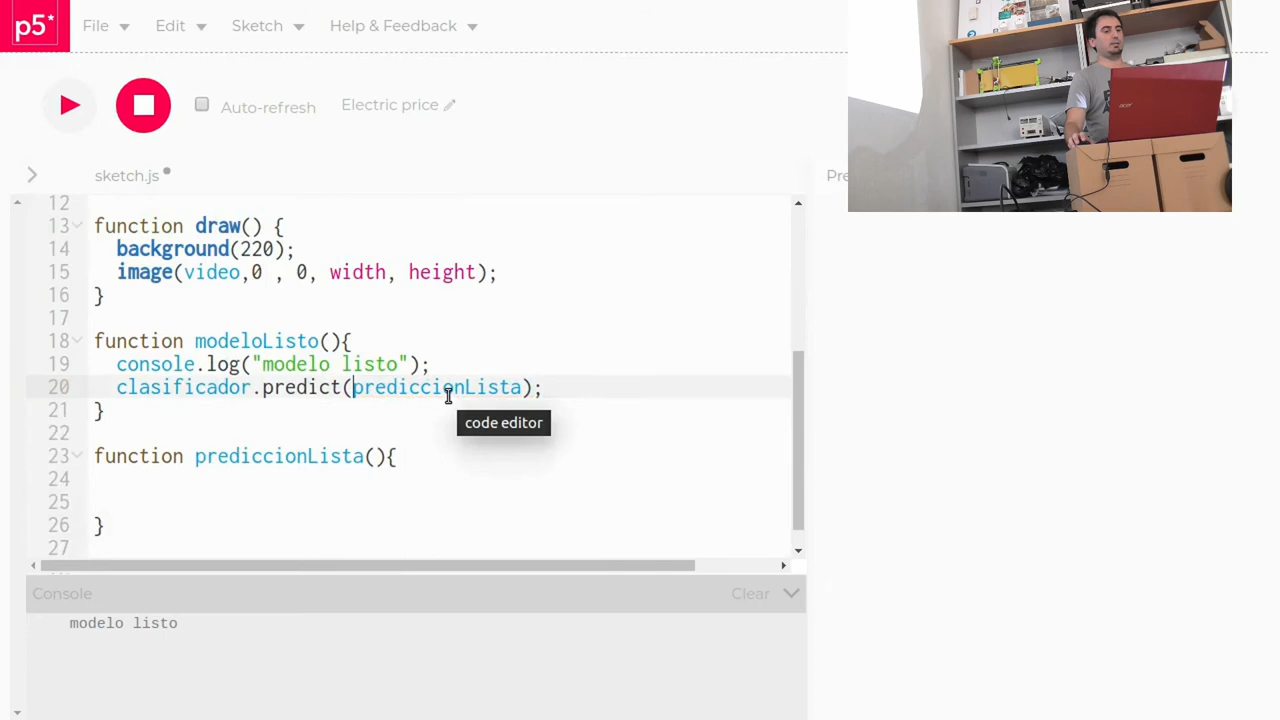 p5*
File Edit Sketch Help & Feedback
Auto-refresh Electric price
sketch.js
Pre
12
13 function draw() {
14 background(220);
15 image(video,0 , 0, width, height);
16 }
17
18 function modeloListo(){
19 console.log("modelo listo");
20 clasificador.predict(prediccionLista);
21 }
22
23 function prediccionLista(){
24
25
26 }
27
code editor
Console Clear
modelo listo
acer